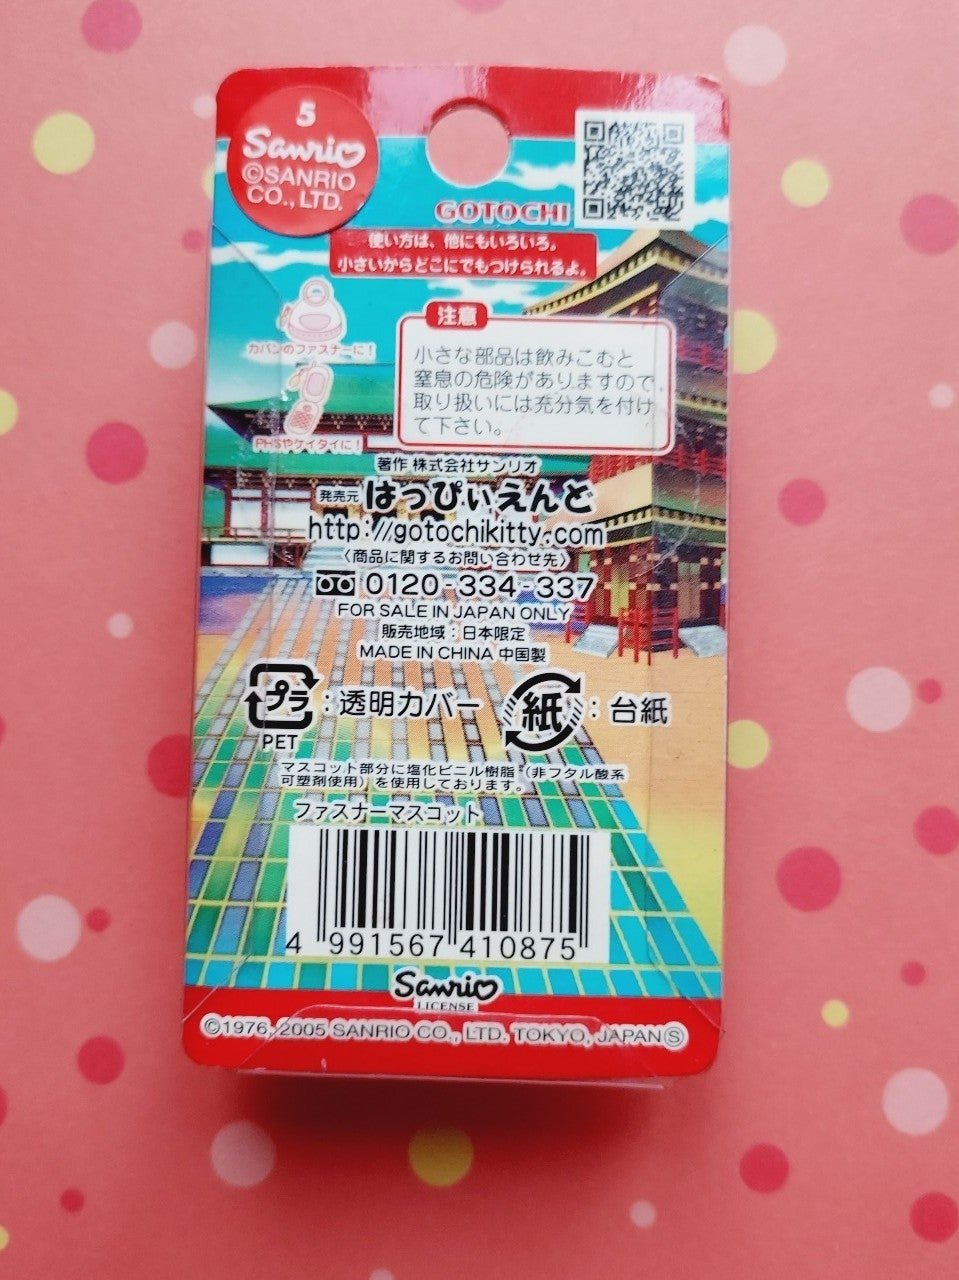 5
Sanrio
©SANRIO
CO., LTD.
GOTOCHI
使い方は、他にもいろいろ。
小さいからどこにでもつけられるよ。
カバンのファスナーに!
PHSやケイタイに!
注意
小さな部品は飲みこむと
窒息の危険がありますので
取り扱いには充分気を付け
て下さい。
著作 株式会社サンリオ
発売元 はっぴぃえんど
http://gotochikitty.com
〈商品に関するお問い合わせ先〉
0120-334-337
FOR SALE IN JAPAN ONLY
販売地域:日本限定
MADE IN CHINA 中国製
プラ:透明カバー
PET
紙:台紙
マスコット部分に塩化ビニル樹脂(非フタル酸系
可塑剤使用)を使用しております。
ファスナーマスコット
4 991567 410875
Sanrio
LICENSE
©1976, 2005 SANRIO CO., LTD. TOKYO, JAPAN Ⓢ